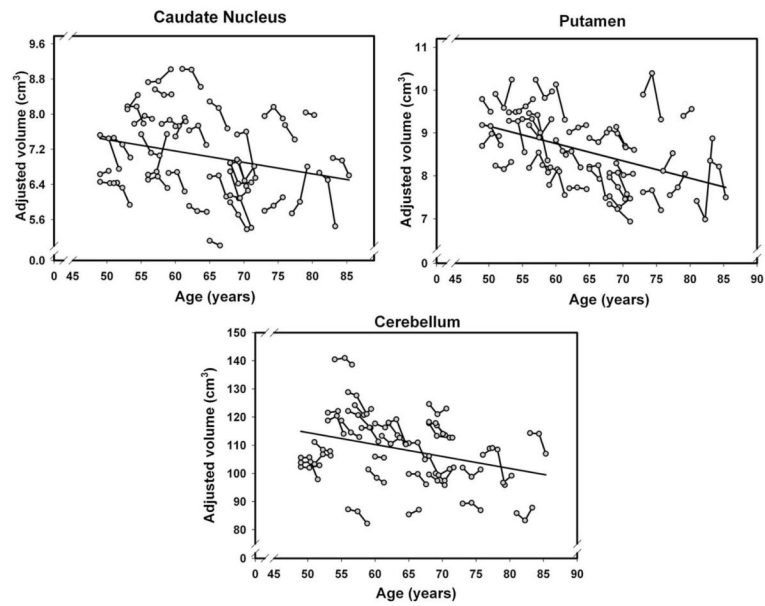 Caudate Nucleus
Adjusted volume (cm³)
9.6
8.8
8.0
7.2
6.4
5.6
0.0
0 45 50 55 60 65 70 75 80 85
Age (years)
Putamen
Adjusted volume (cm³)
11
10
9
8
7
0
0 45 50 55 60 65 70 75 80 85 90
Age (years)
Cerebellum
Adjusted volume (cm³)
150
140
130
120
110
100
90
80
0
0 45 50 55 60 65 70 75 80 85 90
Age (years)